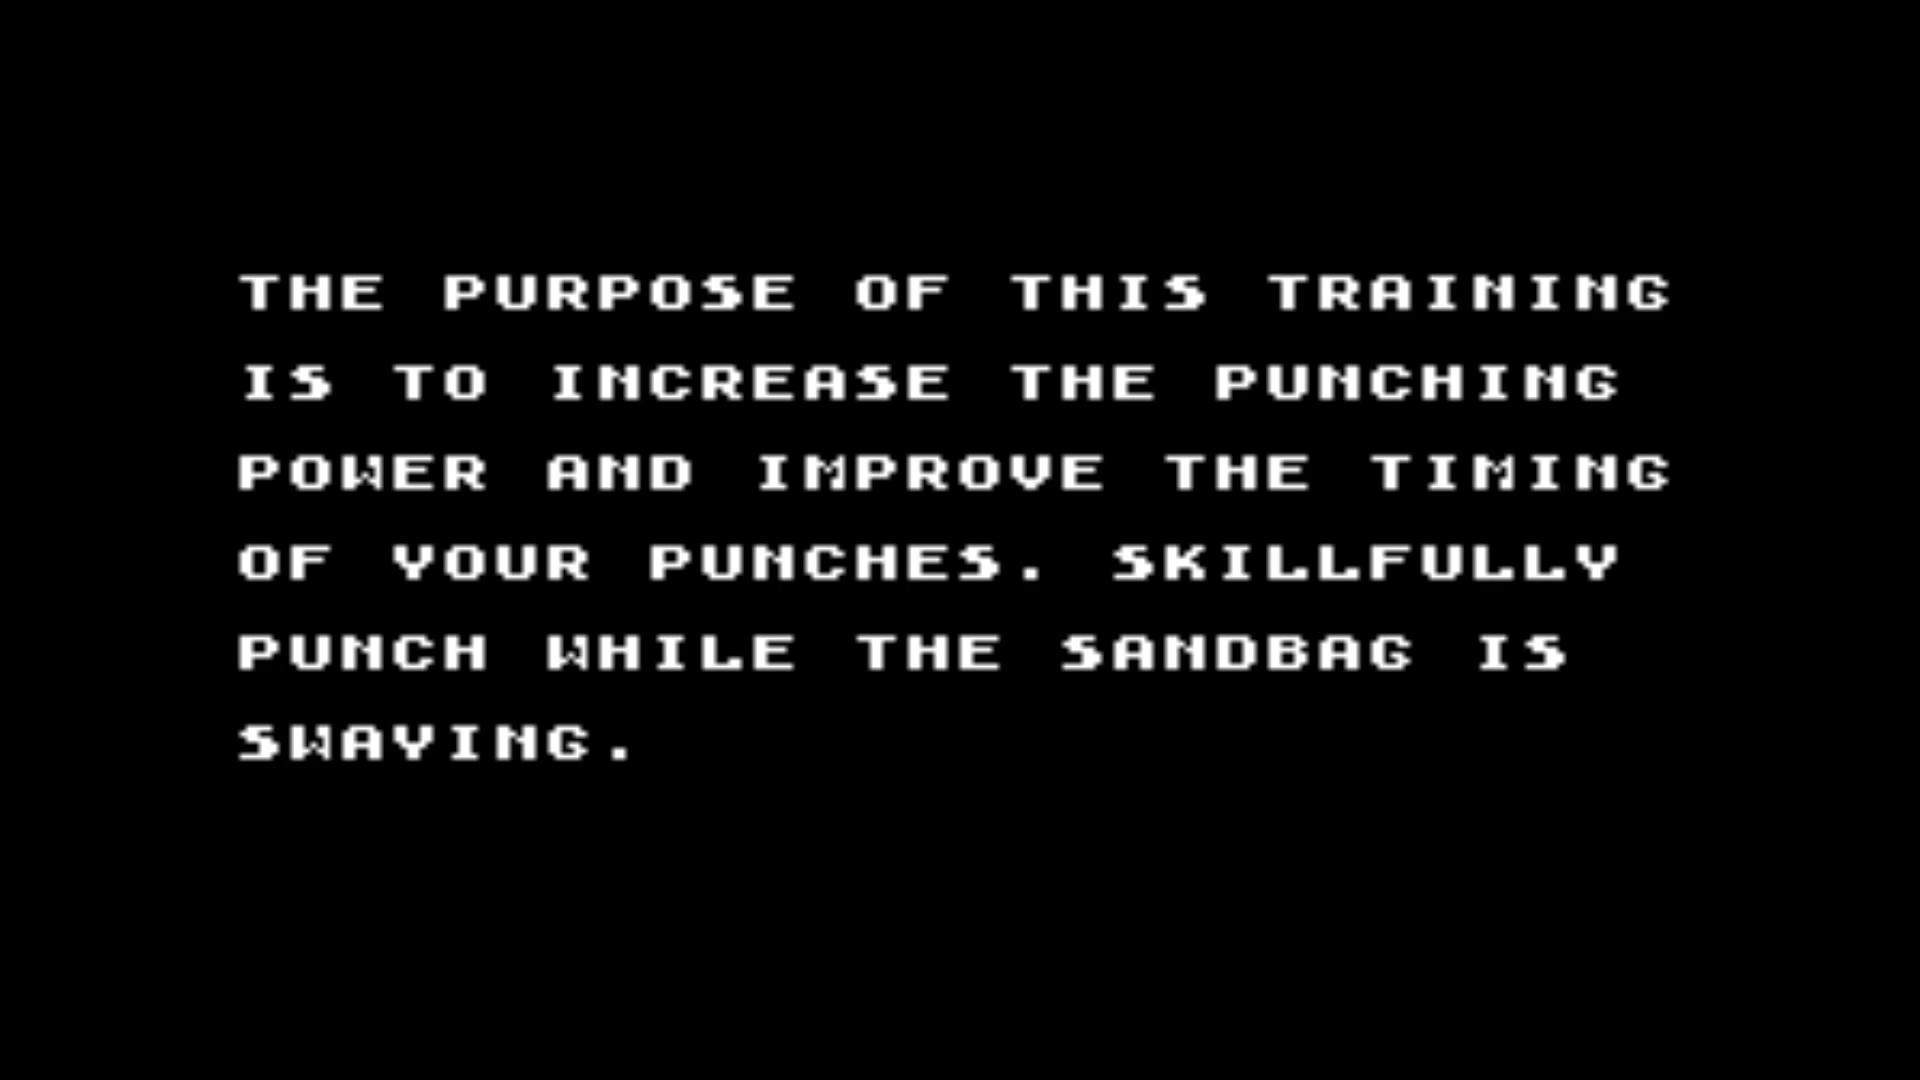 THE PURPOSE OF THIS TRAINING
IS TO INCREASE THE PUNCHING
POWER AND IMPROVE THE TIMING
OF YOUR PUNCHES. SKILLFULLY
PUNCH WHILE THE SANDBAG IS
SWAYING.